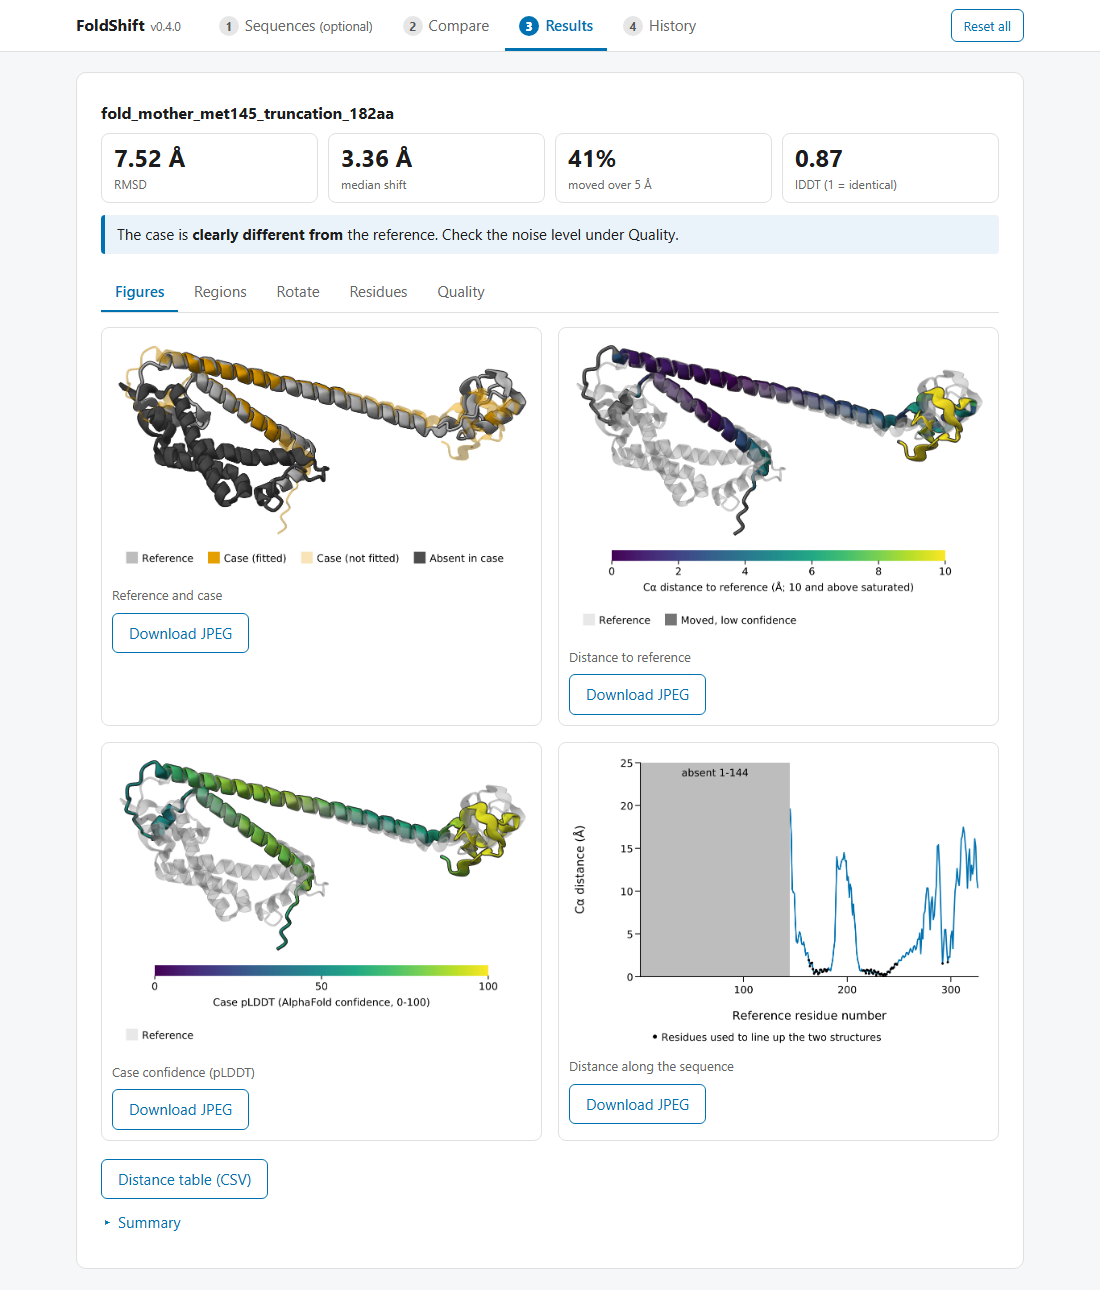 FoldShift v0.4.0
1 Sequences (optional)
2 Compare
3 Results
4 History
Reset all
fold_mother_met145_truncation_182aa
7.52 Å
RMSD
3.36 Å
median shift
41%
moved over 5 Å
0.87
lDDT (1 = identical)
The case is clearly different from the reference. Check the noise level under Quality.
Figures
Regions
Rotate
Residues
Quality
Reference
Case (fitted)
Case (not fitted)
Absent in case
Reference and case
Download JPEG
0 2 4 6 8 10
Cα distance to reference (Å; 10 and above saturated)
Reference
Moved, low confidence
Distance to reference
Download JPEG
0 50 100
Case pLDDT (AlphaFold confidence, 0-100)
Reference
Case confidence (pLDDT)
Download JPEG
absent 1-144
25
20
15
10
5
0
Cα distance (Å)
100 200 300
Reference residue number
• Residues used to line up the two structures
Distance along the sequence
Download JPEG
Distance table (CSV)
▸ Summary